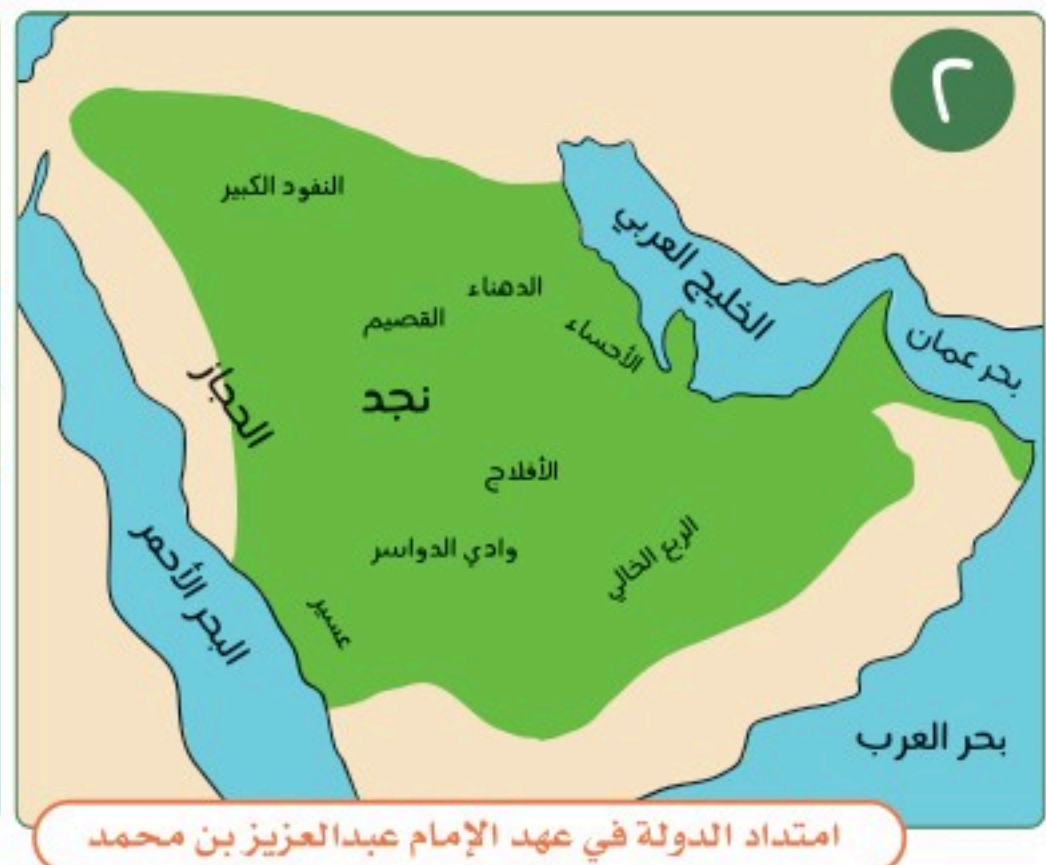 ٢
النفود الكبير
الخليج العربي
الدهناء
القصيم
الأحساء
بحر عمان
الحجاز
نجد
الأفلاج
وادي الدواسر
الربع الخالي
البحر الأحمر
عسير
بحر العرب
امتداد الدولة في عهد الإمام عبدالعزيز بن محمد